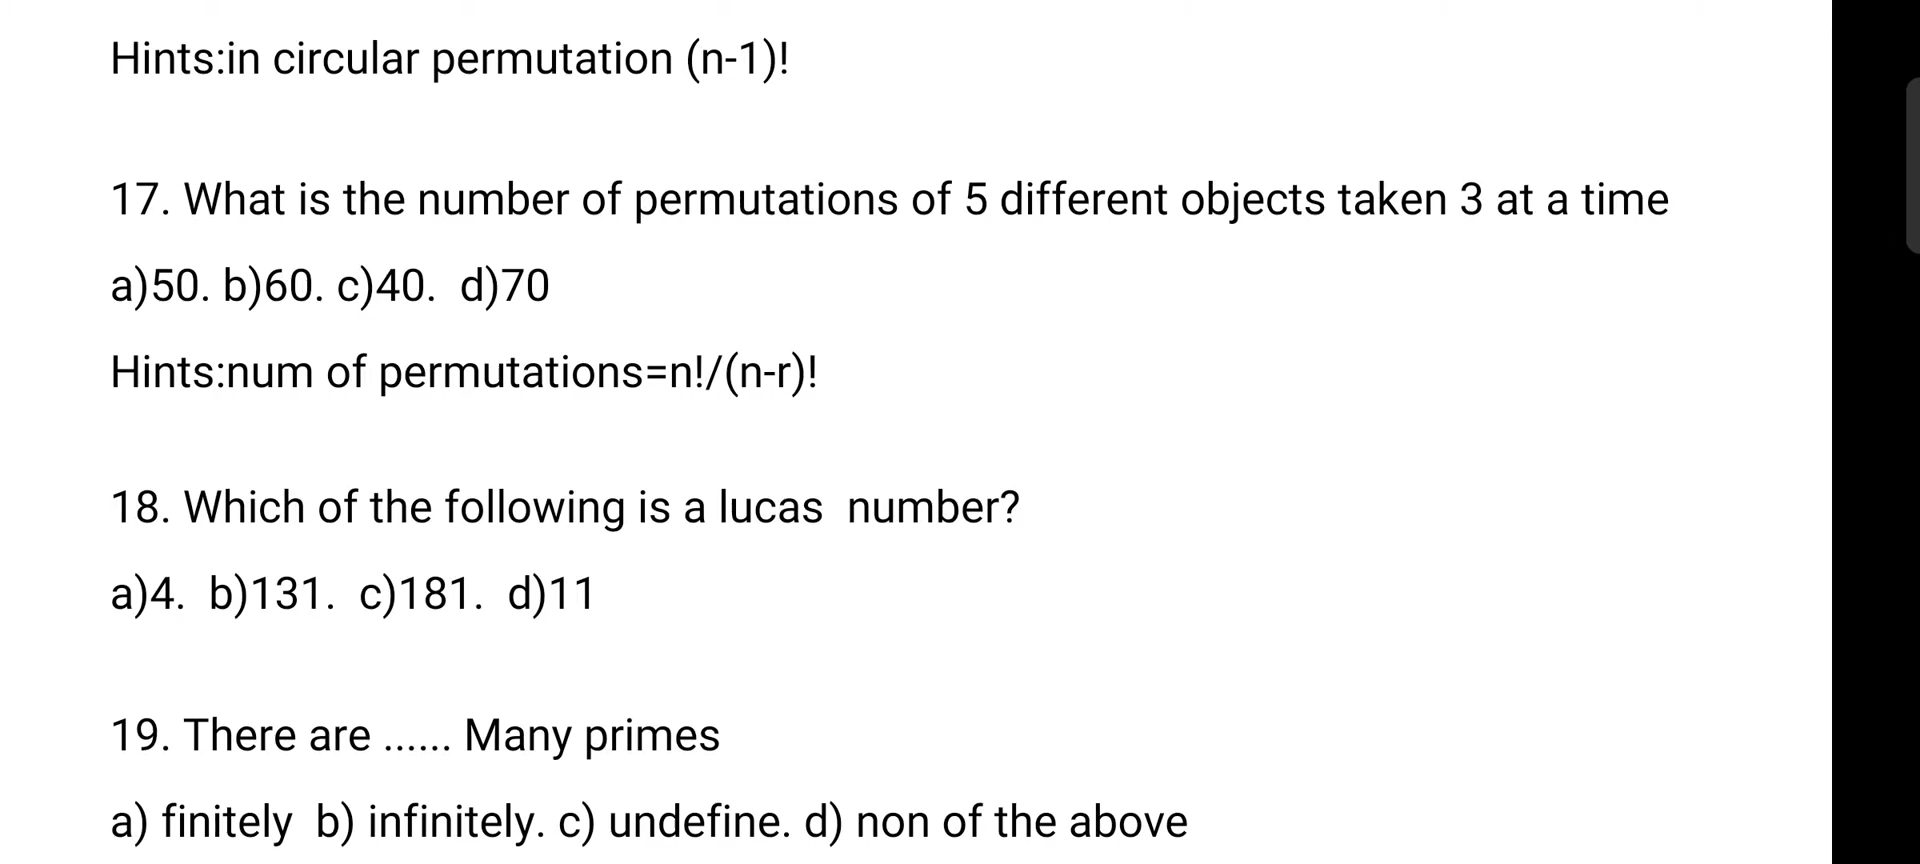 Hints:in circular permutation (n-1)!
17. What is the number of permutations of 5 different objects taken 3 at a time
a)50. b)60. c)40.  d)70
Hints:num of permutations=n!/(n-r)!
18. Which of the following is a lucas  number?
a)4.  b)131.  c)181.  d)11
19. There are ...... Many primes
a) finitely  b) infinitely. c) undefine. d) non of the above